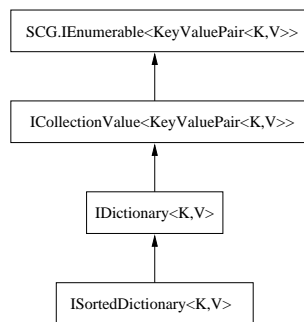 SCG.IEnumerable<KeyValuePair<K,V>>
ICollectionValue<KeyValuePair<K,V>>
IDictionary<K,V>
ISortedDictionary<K,V>